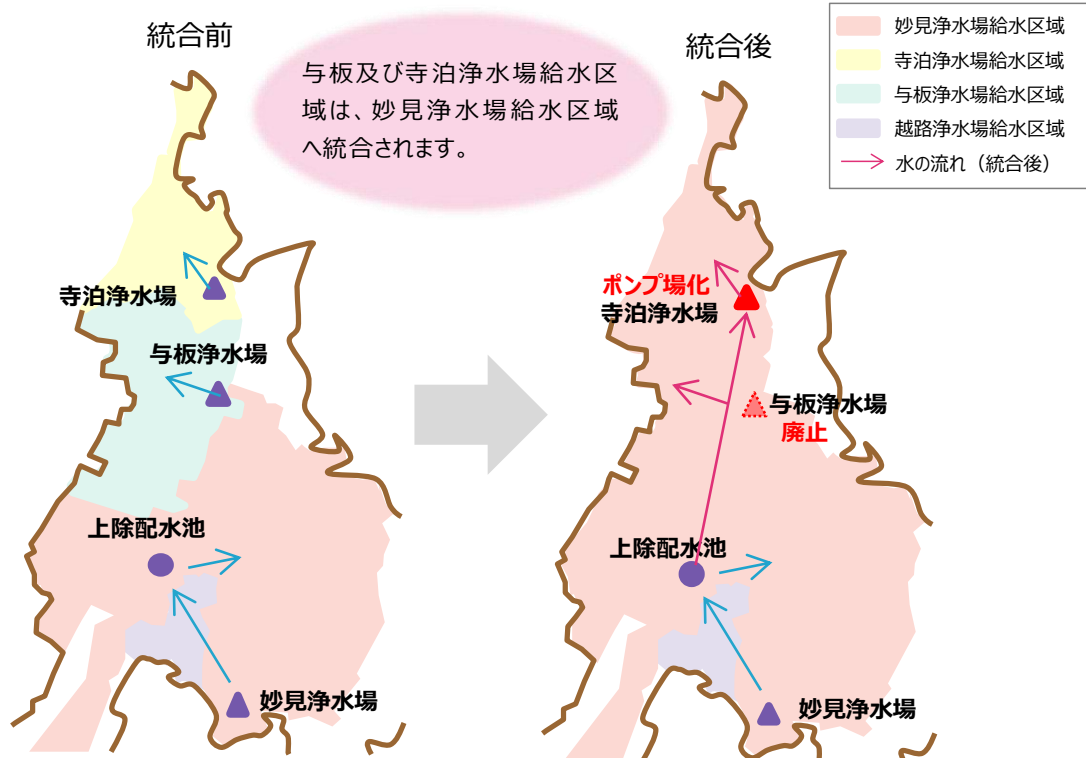 統合前
与板及び寺泊浄水場給水区
域は、妙見浄水場給水区域
へ統合されます。
統合後
妙見浄水場給水区域
寺泊浄水場給水区域
与板浄水場給水区域
越路浄水場給水区域
水の流れ（統合後）
寺泊浄水場
与板浄水場
上除配水池
妙見浄水場
ポンプ場化
寺泊浄水場
与板浄水場
廃止
上除配水池
妙見浄水場